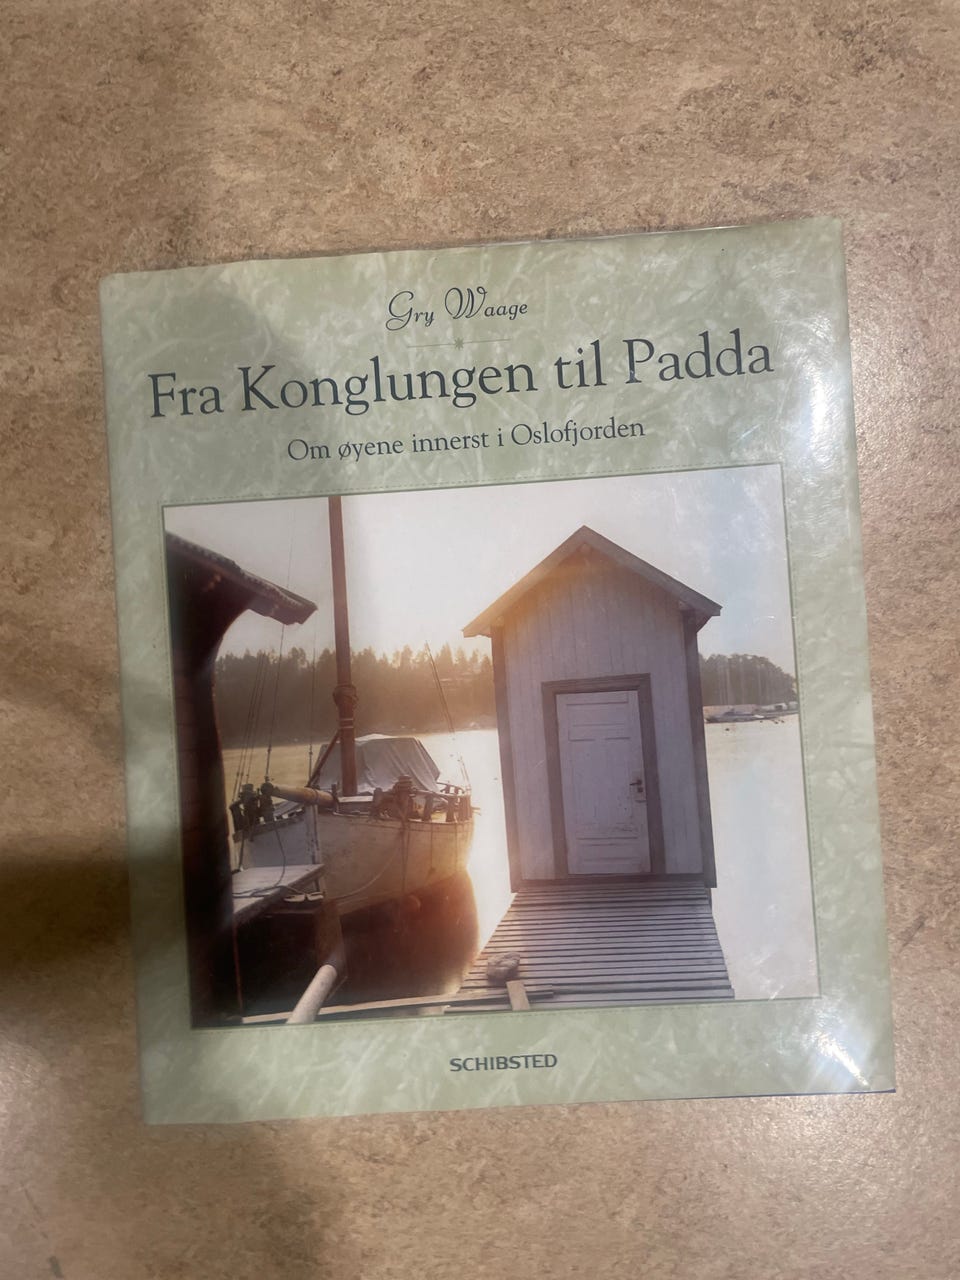 Gry Waage
Fra Konglungen til Padda
Om øyene innerst i Oslofjorden
SCHIBSTED